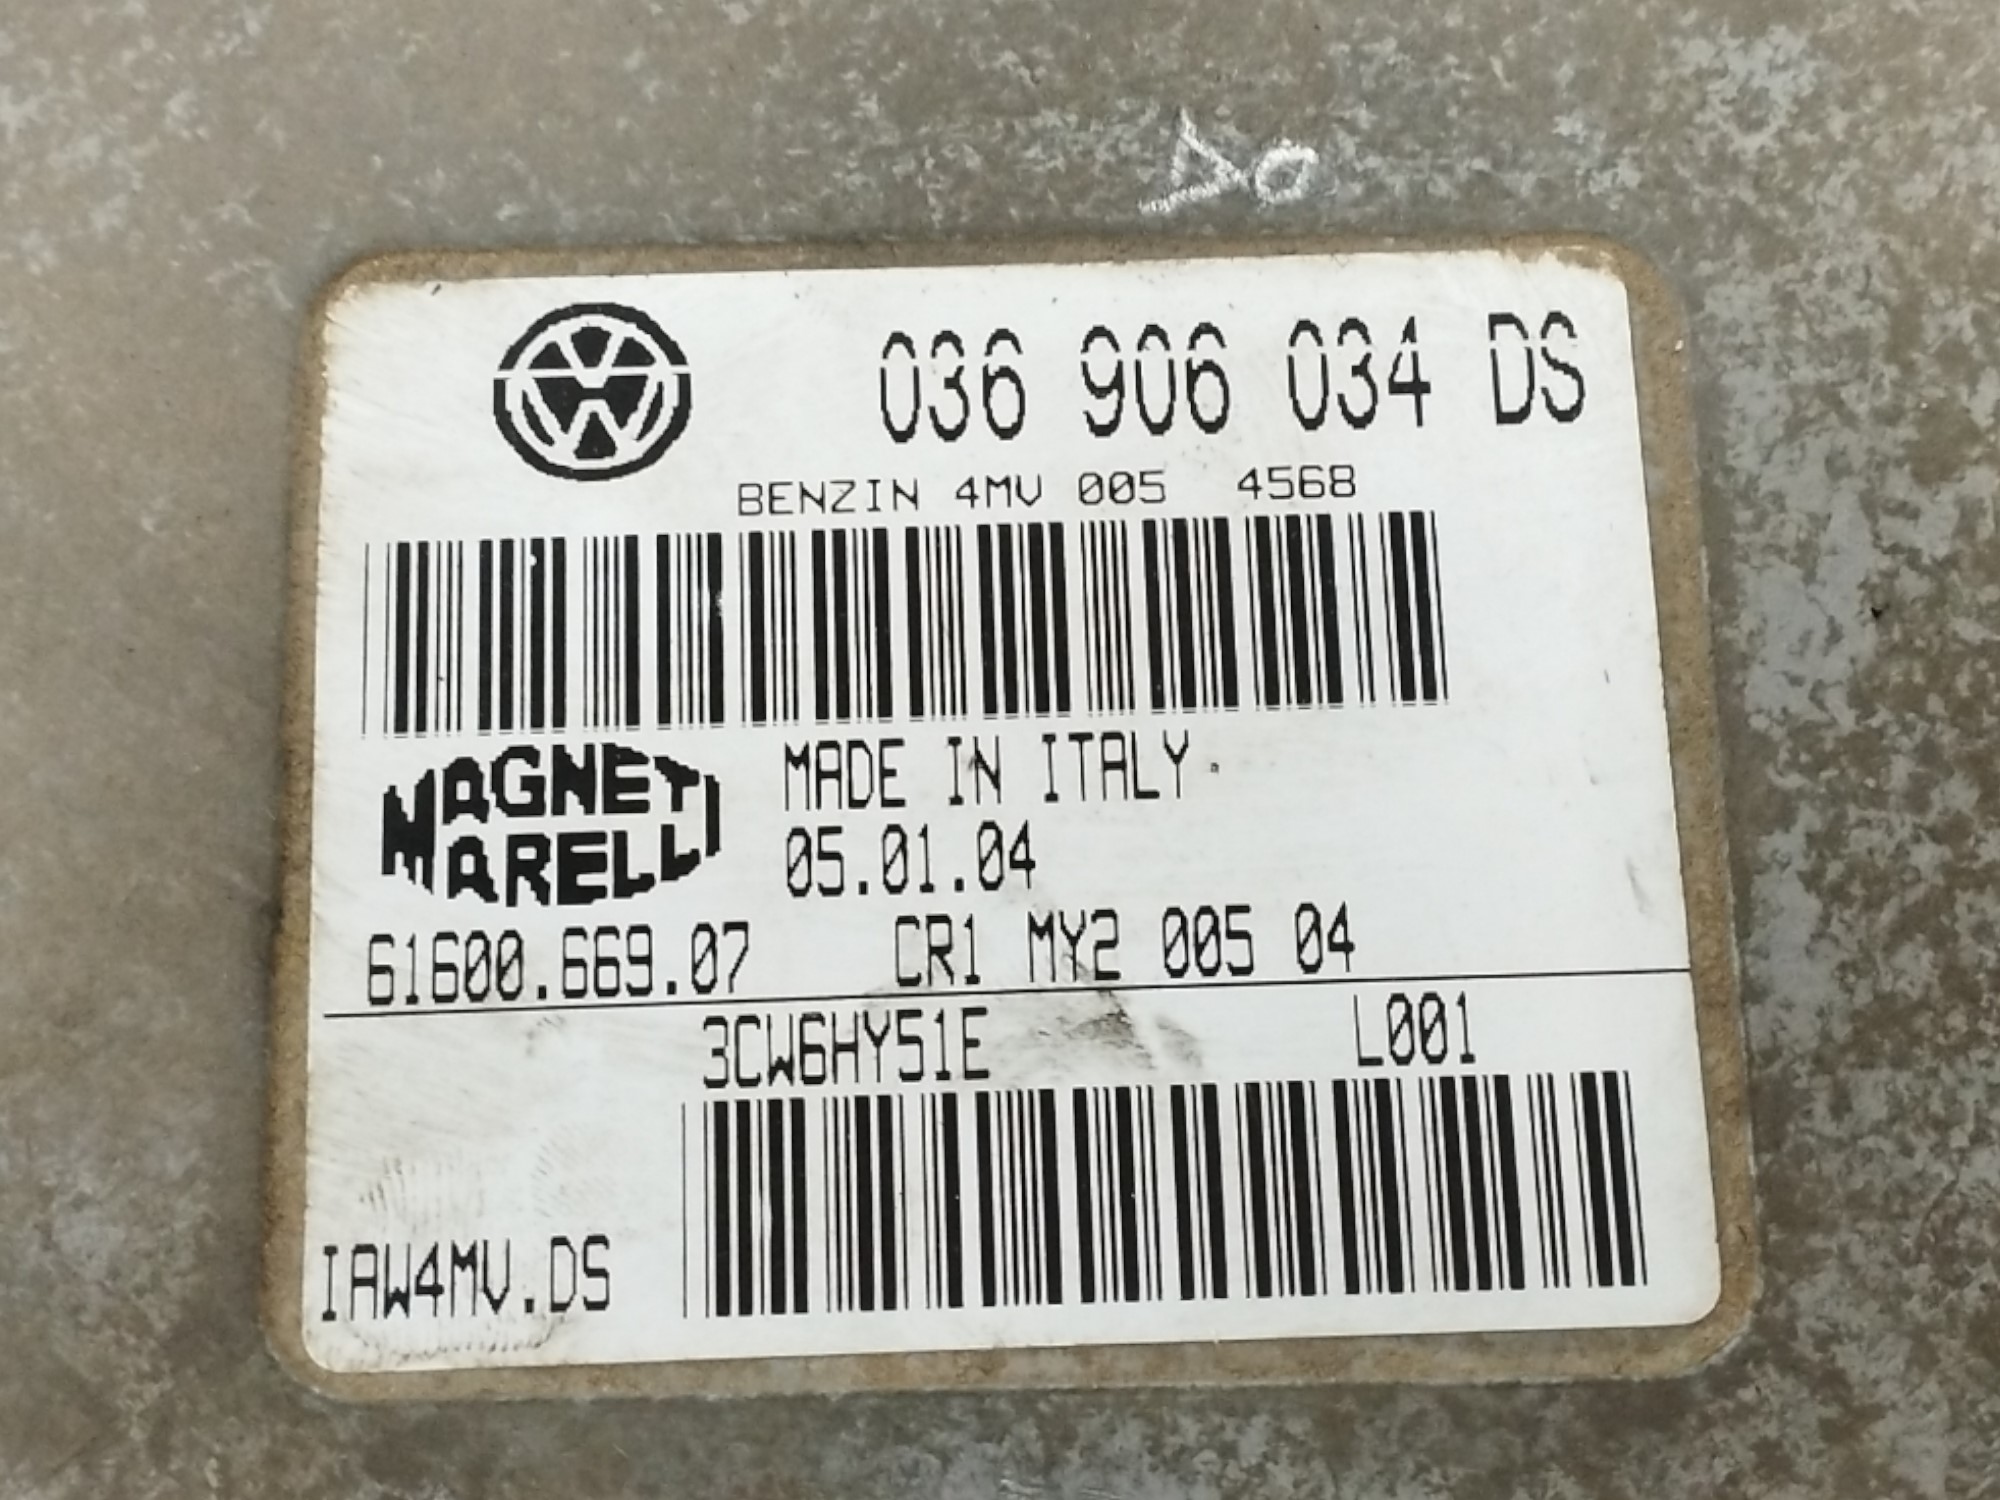 036 906 034 DS
BENZIN 4MV 005 4568
MAGNETI MARELLI
MADE IN ITALY
05.01.04
61600.669.07 CR1 MY2 005 04
3CW6HY51E L001
IAW4MV.DS